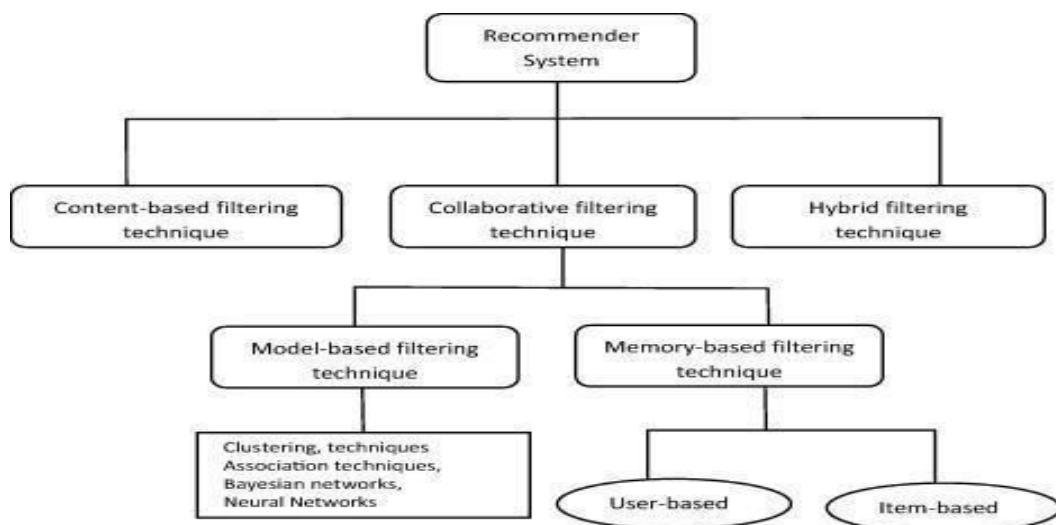 Recommender
System
Content-based filtering
technique
Collaborative filtering
technique
Hybrid filtering
technique
Model-based filtering
technique
Memory-based filtering
technique
Clustering, techniques
Association techniques,
Bayesian networks,
Neural Networks
User-based
Item-based